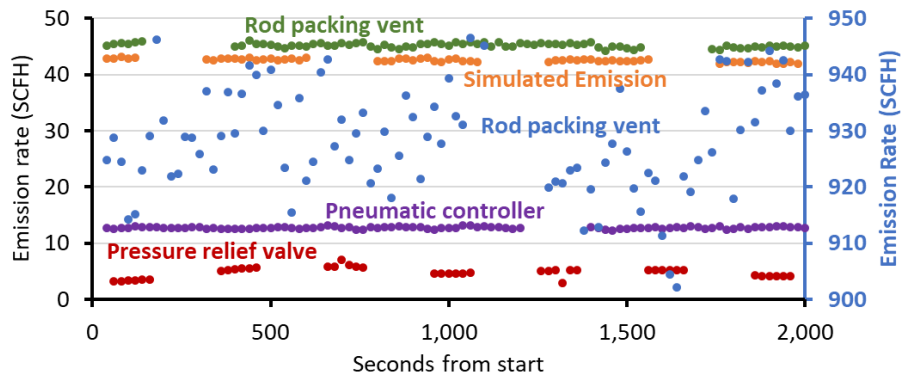 50
40
30
20
10
0
Emission rate (SCFH)
Rod packing vent
Simulated Emission
Rod packing vent
Pneumatic controller
Pressure relief valve
950
940
930
920
910
900
Emission Rate (SCFH)
0
500
1,000
1,500
2,000
Seconds from start